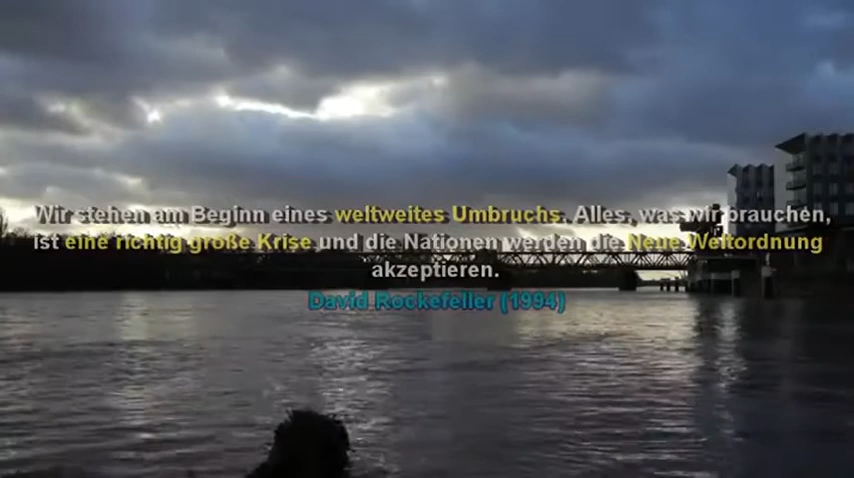 Wir stehen am Beginn eines weltweites Umbruchs. Alles, was wir brauchen,
ist eine richtig große Krise und die Nationen werden die Neue Weltordnung
akzeptieren.
David Rockefeller (1994)